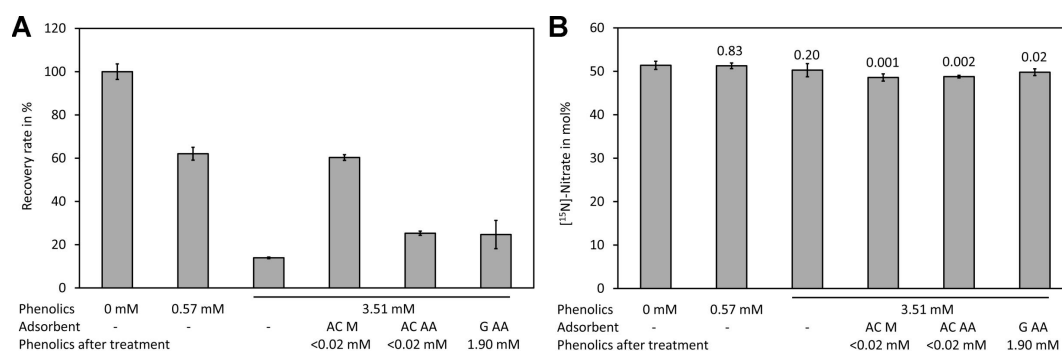 A
Recovery rate in %
120
100
80
60
40
20
0
Phenolics 0 mM 0.57 mM 3.51 mM
Adsorbent - - - AC M AC AA G AA
Phenolics after treatment <0.02 mM <0.02 mM 1.90 mM
B
[¹⁵N]-Nitrate in mol%
60
50
40
30
20
10
0
0.83 0.20 0.001 0.002 0.02
Phenolics 0 mM 0.57 mM 3.51 mM
Adsorbent - - - AC M AC AA G AA
Phenolics after treatment <0.02 mM <0.02 mM 1.90 mM